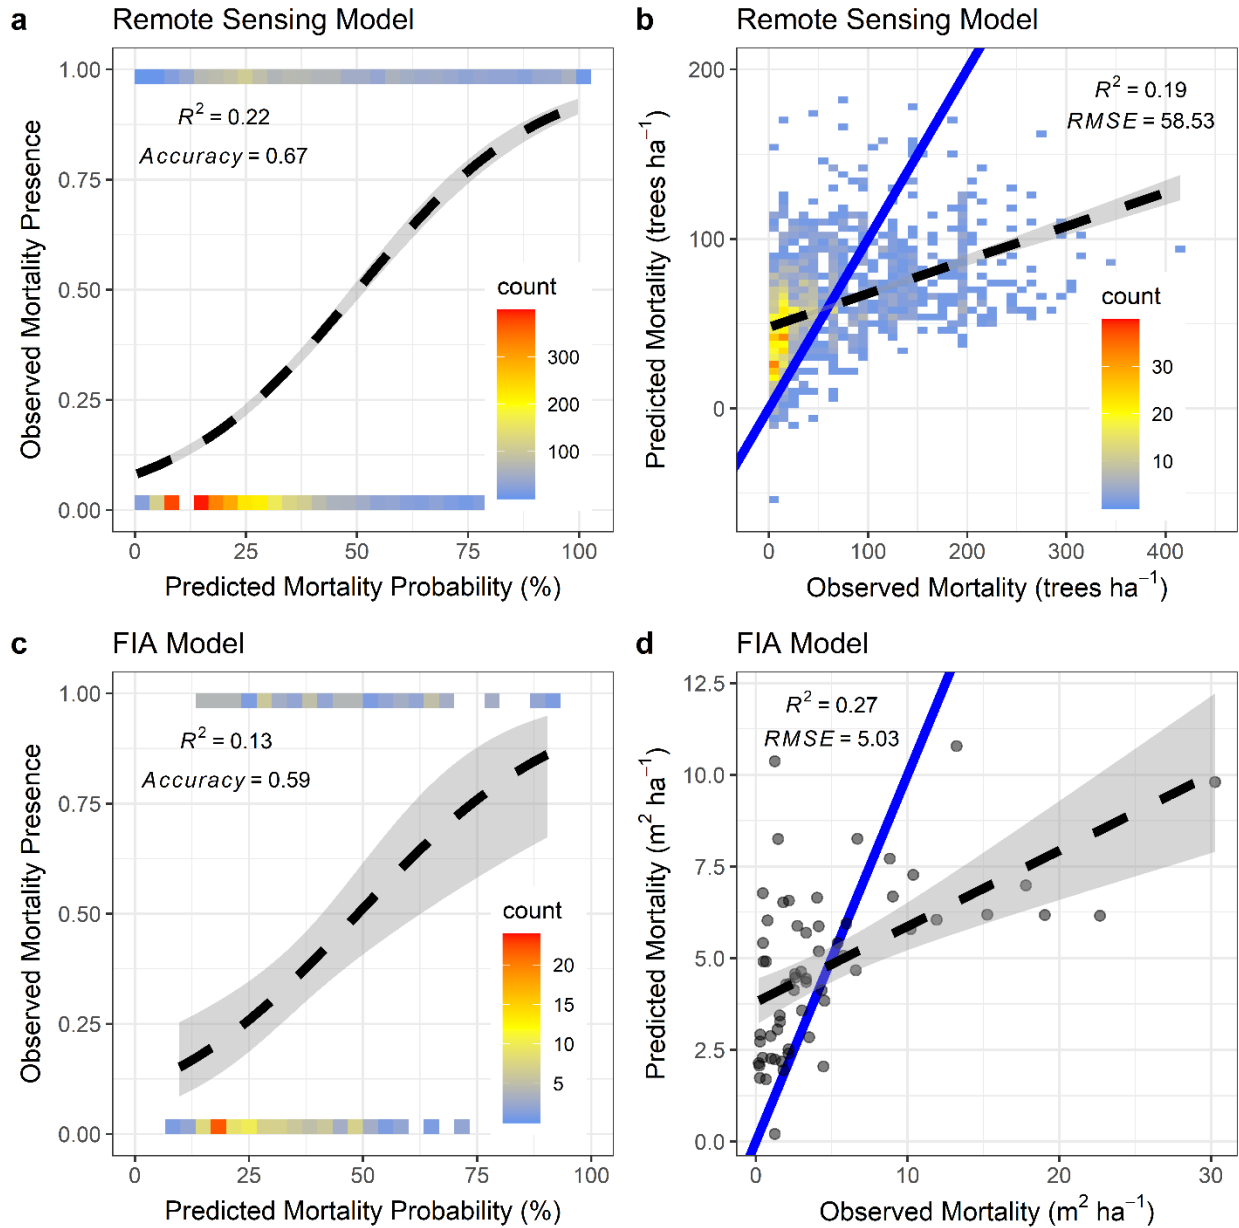 a
Remote Sensing Model
Observed Mortality Presence
1.00
0.75
0.50
0.25
0.00
R² = 0.22
Accuracy = 0.67
count
300
200
100
0 25 50 75 100
Predicted Mortality Probability (%)
b
Remote Sensing Model
Predicted Mortality (trees ha⁻¹)
200
100
0
R² = 0.19
RMSE = 58.53
count
30
20
10
0 100 200 300 400
Observed Mortality (trees ha⁻¹)
c
FIA Model
Observed Mortality Presence
1.00
0.75
0.50
0.25
0.00
R² = 0.13
Accuracy = 0.59
count
20
15
10
5
0 25 50 75 100
Predicted Mortality Probability (%)
d
FIA Model
Predicted Mortality (m² ha⁻¹)
12.5
10.0
7.5
5.0
2.5
0.0
R² = 0.27
RMSE = 5.03
0 10 20 30
Observed Mortality (m² ha⁻¹)